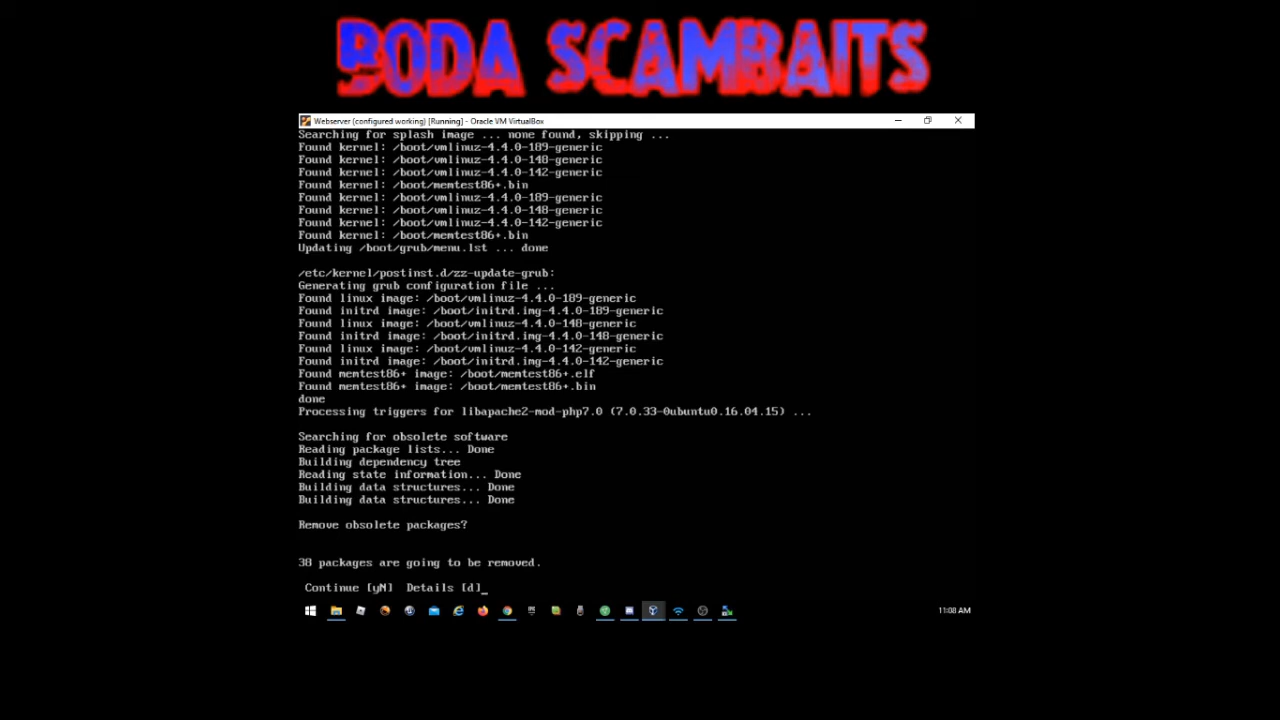 BODA SCAMBAITS
Webserver (configured working) [Running] - Oracle VM VirtualBox
Searching for splash image ... none found, skipping ...
Found kernel: /boot/vmlinuz-4.4.0-189-generic
Found kernel: /boot/vmlinuz-4.4.0-148-generic
Found kernel: /boot/vmlinuz-4.4.0-142-generic
Found kernel: /boot/memtest86+.bin
Found kernel: /boot/vmlinuz-4.4.0-189-generic
Found kernel: /boot/vmlinuz-4.4.0-148-generic
Found kernel: /boot/vmlinuz-4.4.0-142-generic
Found kernel: /boot/memtest86+.bin
Updating /boot/grub/menu.lst ... done
/etc/kernel/postinst.d/zz-update-grub:
Generating grub configuration file ...
Found linux image: /boot/vmlinuz-4.4.0-189-generic
Found initrd image: /boot/initrd.img-4.4.0-189-generic
Found linux image: /boot/vmlinuz-4.4.0-148-generic
Found initrd image: /boot/initrd.img-4.4.0-148-generic
Found linux image: /boot/vmlinuz-4.4.0-142-generic
Found initrd image: /boot/initrd.img-4.4.0-142-generic
Found memtest86+ image: /boot/memtest86+.elf
Found memtest86+ image: /boot/memtest86+.bin
done
Processing triggers for libapache2-mod-php7.0 (7.0.33-0ubuntu0.16.04.15) ...
Searching for obsolete software
Reading package lists... Done
Building dependency tree
Reading state information... Done
Building data structures... Done
Building data structures... Done
Remove obsolete packages?
38 packages are going to be removed.
Continue [yN]  Details [d]_
11:08 AM